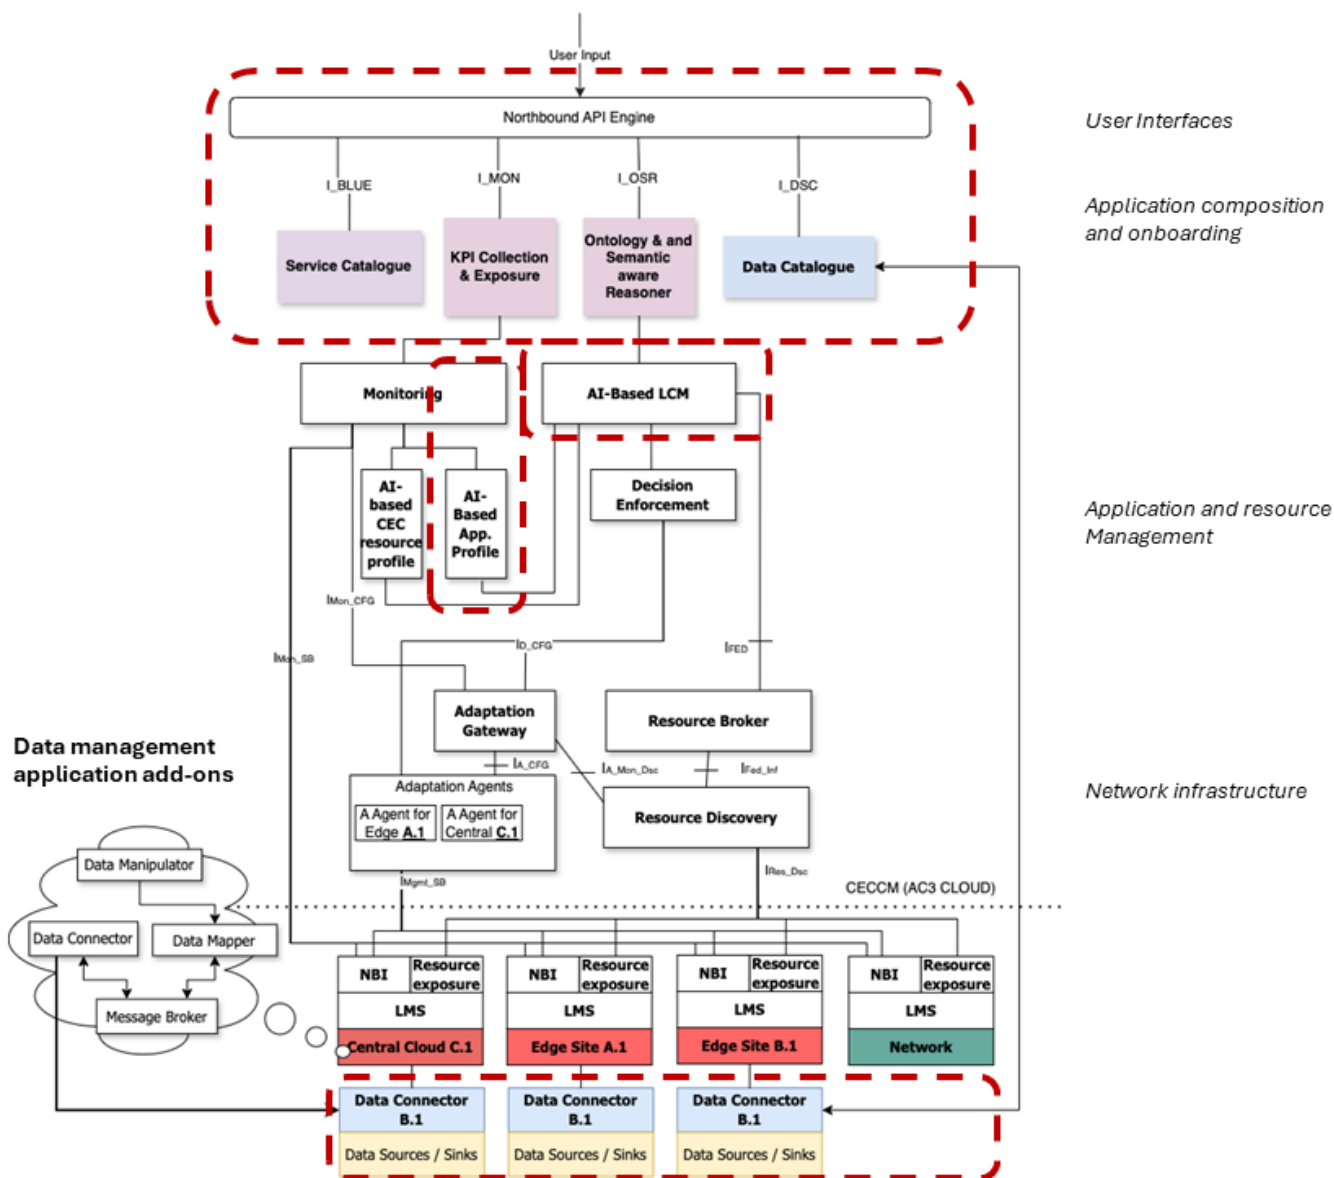 User Input
Northbound API Engine
User Interfaces
I_BLUE
I_MON
I_OSR
I_DSC
Application composition
and onboarding
Service Catalogue
KPI Collection
& Exposure
Ontology & and
Semantic
aware
Reasoner
Data Catalogue
Monitoring
AI-Based LCM
AI-
based
CEC
resource
profile
AI-
Based
App.
Profile
Decision
Enforcement
Application and resource
Management
IMon_CFG
IMon_SB
ID_CFG
IFED
Adaptation
Gateway
Resource Broker
Data management
application add-ons
IA_CFG
IA_Mon_Dsc
IFed_Inf
Adaptation Agents
A Agent for
Edge A.1
A Agent for
Central C.1
Resource Discovery
Network infrastructure
IMgmt_SB
IRes_Dsc
CECCM (AC3 CLOUD)
Data Manipulator
Data Connector
Data Mapper
Message Broker
NBI
Resource
exposure
LMS
Central Cloud C.1
NBI
Resource
exposure
LMS
Edge Site A.1
NBI
Resource
exposure
LMS
Edge Site B.1
NBI
Resource
exposure
LMS
Network
Data Connector
B.1
Data Sources / Sinks
Data Connector
B.1
Data Sources / Sinks
Data Connector
B.1
Data Sources / Sinks